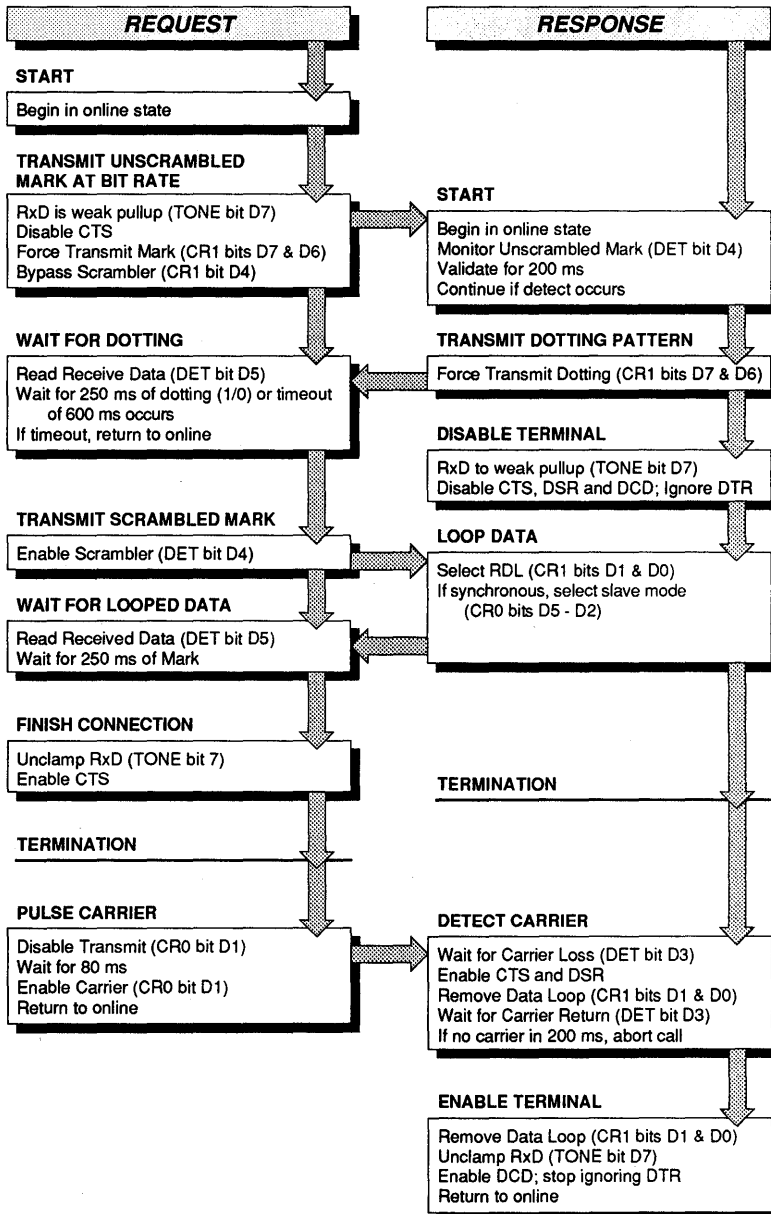 REQUEST
START
Begin in online state
TRANSMIT UNSCRAMBLED
MARK AT BIT RATE
RxD is weak pullup (TONE bit D7)
Disable CTS
Force Transmit Mark (CR1 bits D7 & D6)
Bypass Scrambler (CR1 bit D4)
WAIT FOR DOTTING
Read Receive Data (DET bit D5)
Wait for 250 ms of dotting (1/0) or timeout
of 600 ms occurs
If timeout, return to online
TRANSMIT SCRAMBLED MARK
Enable Scrambler (DET bit D4)
WAIT FOR LOOPED DATA
Read Received Data (DET bit D5)
Wait for 250 ms of Mark
FINISH CONNECTION
Unclamp RxD (TONE bit 7)
Enable CTS
TERMINATION
PULSE CARRIER
Disable Transmit (CR0 bit D1)
Wait for 80 ms
Enable Carrier (CR0 bit D1)
Return to online
RESPONSE
START
Begin in online state
Monitor Unscrambled Mark (DET bit D4)
Validate for 200 ms
Continue if detect occurs
TRANSMIT DOTTING PATTERN
Force Transmit Dotting (CR1 bits D7 & D6)
DISABLE TERMINAL
RxD to weak pullup (TONE bit D7)
Disable CTS, DSR and DCD; Ignore DTR
LOOP DATA
Select RDL (CR1 bits D1 & D0)
If synchronous, select slave mode
(CR0 bits D5 - D2)
TERMINATION
DETECT CARRIER
Wait for Carrier Loss (DET bit D3)
Enable CTS and DSR
Remove Data Loop (CR1 bits D1 & D0)
Wait for Carrier Return (DET bit D3)
If no carrier in 200 ms, abort call
ENABLE TERMINAL
Remove Data Loop (CR1 bits D1 & D0)
Unclamp RxD (TONE bit D7)
Enable DCD; stop ignoring DTR
Return to online